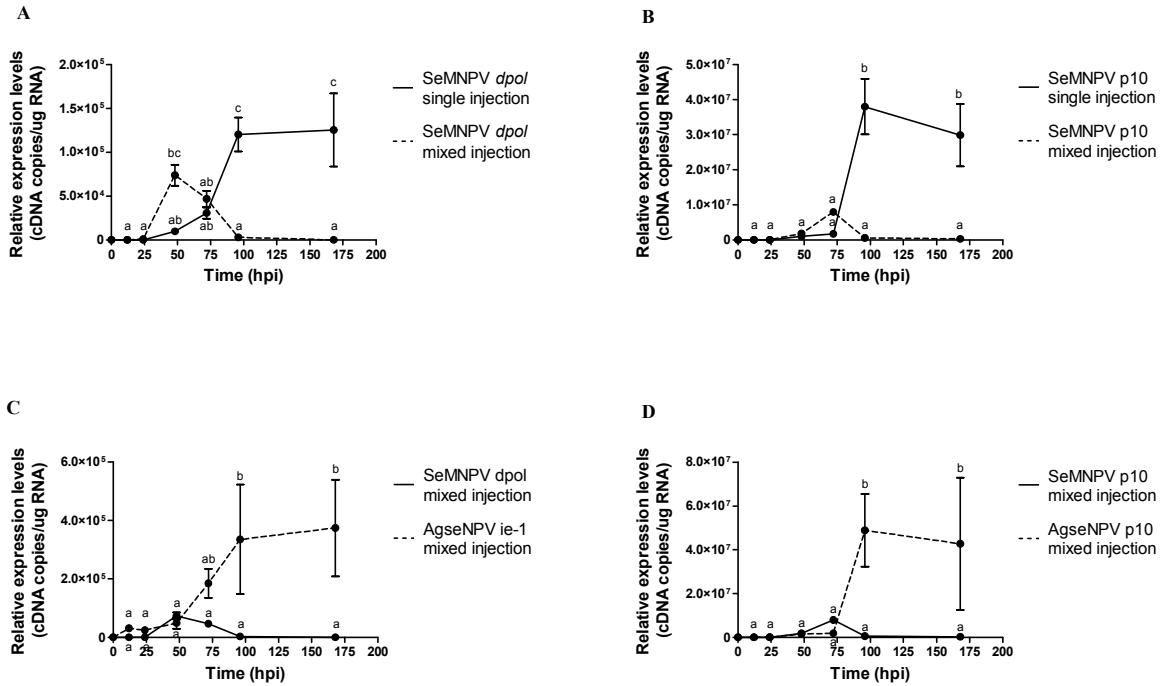 A
Relative expression levels
(cDNA copies/ug RNA)
2.0×10⁵
1.5×10⁵
1.0×10⁵
5.0×10⁴
0
0 25 50 75 100 125 150 175 200
Time (hpi)
a a bc ab ab ab c a c a
SeMNPV dpol
single injection
SeMNPV dpol
mixed injection
B
Relative expression levels
(cDNA copies/ug RNA)
5.0×10⁷
4.0×10⁷
3.0×10⁷
2.0×10⁷
1.0×10⁷
0
0 25 50 75 100 125 150 175 200
Time (hpi)
a a a a a b a b a
SeMNPV p10
single injection
SeMNPV p10
mixed injection
C
Relative expression levels
(cDNA copies/ug RNA)
6.0×10⁵
4.0×10⁵
2.0×10⁵
0
0 25 50 75 100 125 150 175 200
Time (hpi)
a a a a a a ab a b a b a
SeMNPV dpol
mixed injection
AgseNPV ie-1
mixed injection
D
Relative expression levels
(cDNA copies/ug RNA)
8.0×10⁷
6.0×10⁷
4.0×10⁷
2.0×10⁷
0
0 25 50 75 100 125 150 175 200
Time (hpi)
a a a a a b a b a
SeMNPV p10
mixed injection
AgseNPV p10
mixed injection